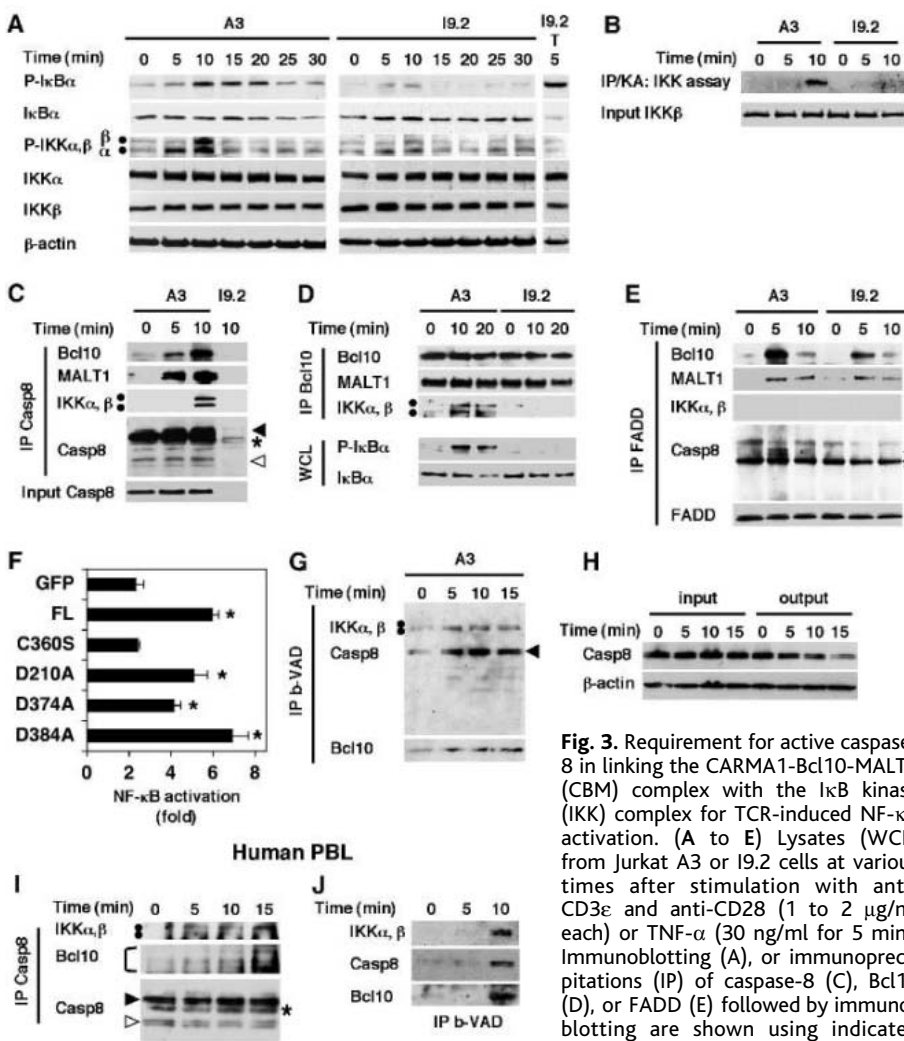 A
A3
I9.2
I9.2
T
Time (min) 0 5 10 15 20 25 30 0 5 10 15 20 25 30 5
P-IκBα
IκBα
P-IKKα,β β
α
IKKα
IKKβ
β-actin
B
A3 I9.2
Time (min) 0 5 10 0 5 10
IP/KA: IKK assay
Input IKKβ
C
A3 I9.2
Time (min) 0 5 10 10
IP Casp8
Bcl10
MALT1
IKKα, β
Casp8
*
Input Casp8
D
A3 I9.2
Time (min) 0 10 20 0 10 20
IP Bcl10
Bcl10
MALT1
IKKα, β
WCL
P-IκBα
IκBα
E
A3 I9.2
Time (min) 0 5 10 0 5 10
IP FADD
Bcl10
MALT1
IKKα, β
Casp8
FADD
F
GFP
FL *
C360S
D210A *
D374A *
D384A *
0 2 4 6 8
NF-κB activation
(fold)
G
A3
Time (min) 0 5 10 15
IP b-VAD
IKKα, β
Casp8
Bcl10
H
input output
Time (min) 0 5 10 15 0 5 10 15
Casp8
β-actin
Human PBL
I
Time (min) 0 5 10 15
IP Casp8
IKKα, β
Bcl10
Casp8
*
J
Time (min) 0 5 10
IKKα, β
Casp8
Bcl10
IP b-VAD
Fig. 3. Requirement for active caspase
8 in linking the CARMA1-Bcl10-MALT
(CBM) complex with the IκB kinas
(IKK) complex for TCR-induced NF-κ
activation. (A to E) Lysates (WC
from Jurkat A3 or I9.2 cells at variou
times after stimulation with ant
CD3ε and anti-CD28 (1 to 2 μg/m
each) or TNF-α (30 ng/ml for 5 min
Immunoblotting (A), or immunoprec
pitations (IP) of caspase-8 (C), Bcl1
(D), or FADD (E) followed by immuno
blotting are shown using indicate